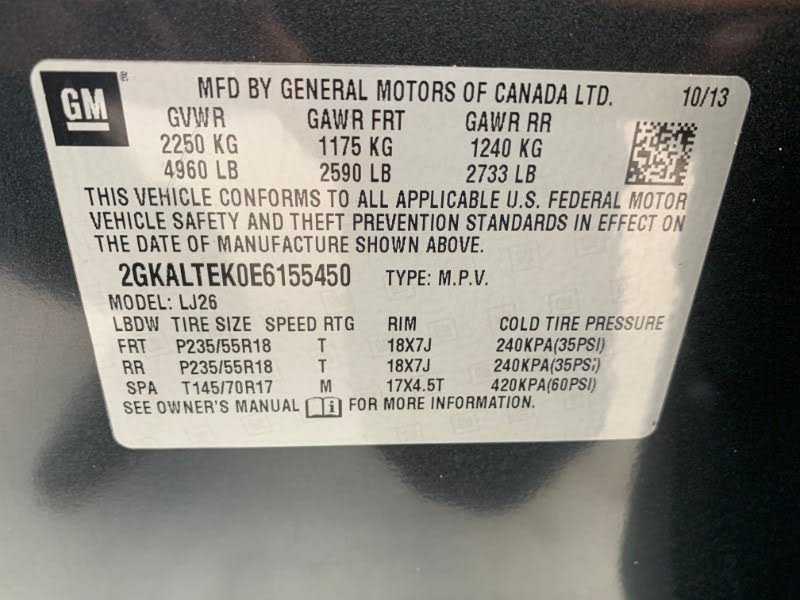 GM®
MFD BY GENERAL MOTORS OF CANADA LTD. 10/13
GVWR GAWR FRT GAWR RR
2250 KG 1175 KG 1240 KG
4960 LB 2590 LB 2733 LB
THIS VEHICLE CONFORMS TO ALL APPLICABLE U.S. FEDERAL MOTOR
VEHICLE SAFETY AND THEFT PREVENTION STANDARDS IN EFFECT ON
THE DATE OF MANUFACTURE SHOWN ABOVE.
2GKALTEK0E6155450 TYPE: M.P.V.
MODEL: LJ26
LBDW TIRE SIZE SPEED RTG RIM COLD TIRE PRESSURE
FRT P235/55R18 T 18X7J 240KPA(35PSI)
RR P235/55R18 T 18X7J 240KPA(35PSI)
SPA T145/70R17 M 17X4.5T 420KPA(60PSI)
SEE OWNER'S MANUAL i FOR MORE INFORMATION.